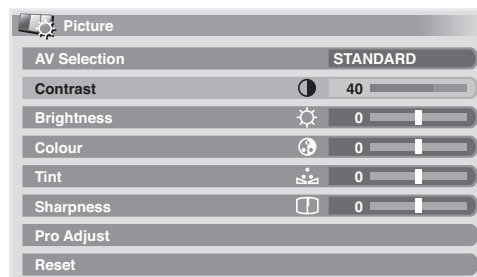 Picture
AV Selection STANDARD
Contrast 40
Brightness 0
Colour 0
Tint 0
Sharpness 0
Pro Adjust
Reset